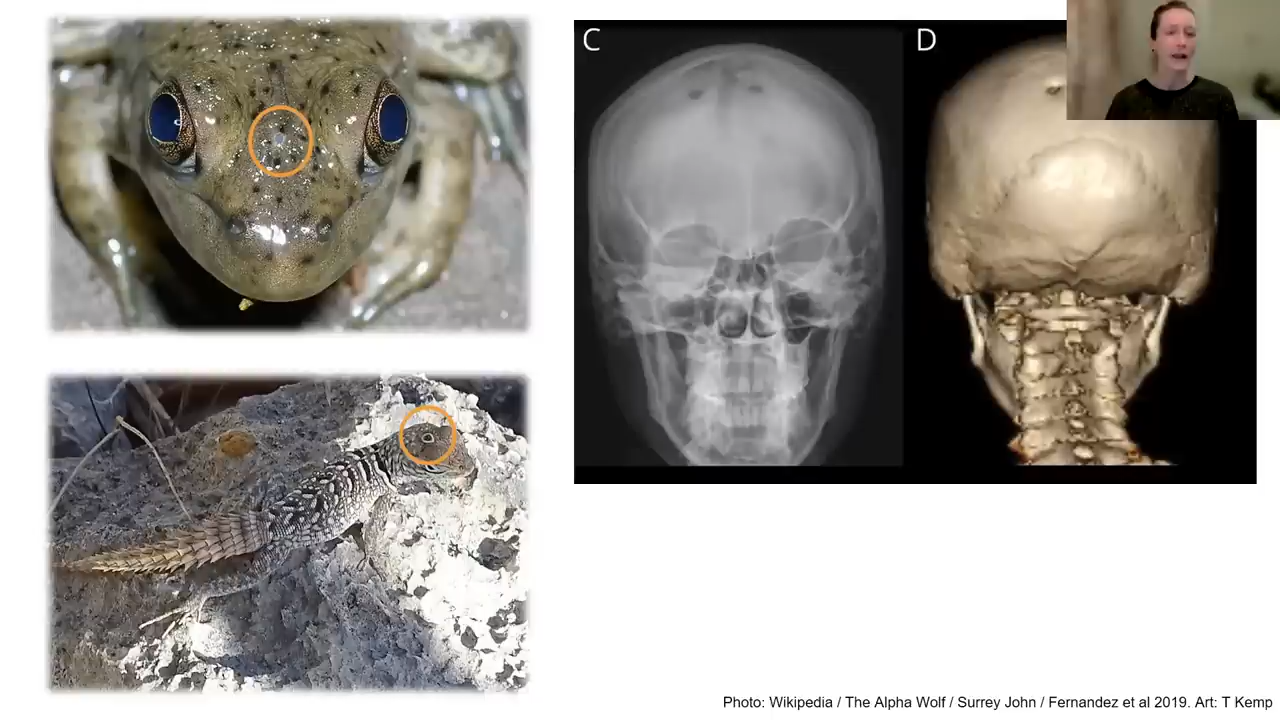 C
D
Photo: Wikipedia / The Alpha Wolf / Surrey John / Fernandez et al 2019. Art: T Kemp